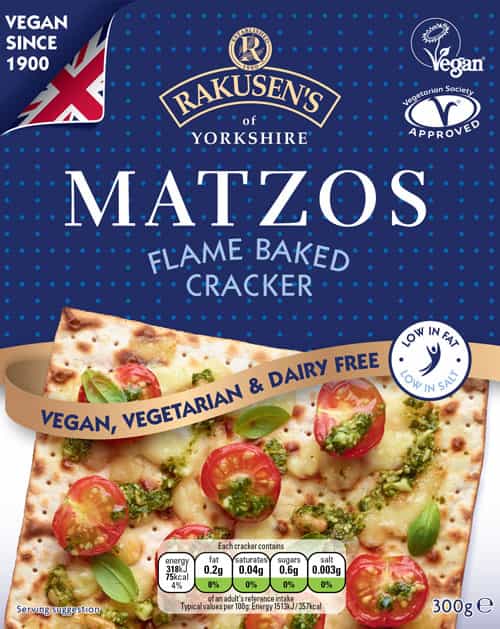 VEGAN
SINCE
1900
ESTABLISHED
R
1900
RAKUSEN'S
of
YORKSHIRE
Vegan
Vegetarian Society
V
APPROVED
MATZOS
FLAME BAKED
CRACKER
LOW IN FAT
LOW IN SALT
VEGAN, VEGETARIAN & DAIRY FREE
Each cracker contains
energy fat saturates sugars salt
318kJ 0.2g 0.04g 0.6g 0.003g
75kcal
4% 0% 0% 0% 0%
of an adult's reference intake
Typical values per 100g: Energy 1513kJ / 357kcal
Serving suggestion
300g e